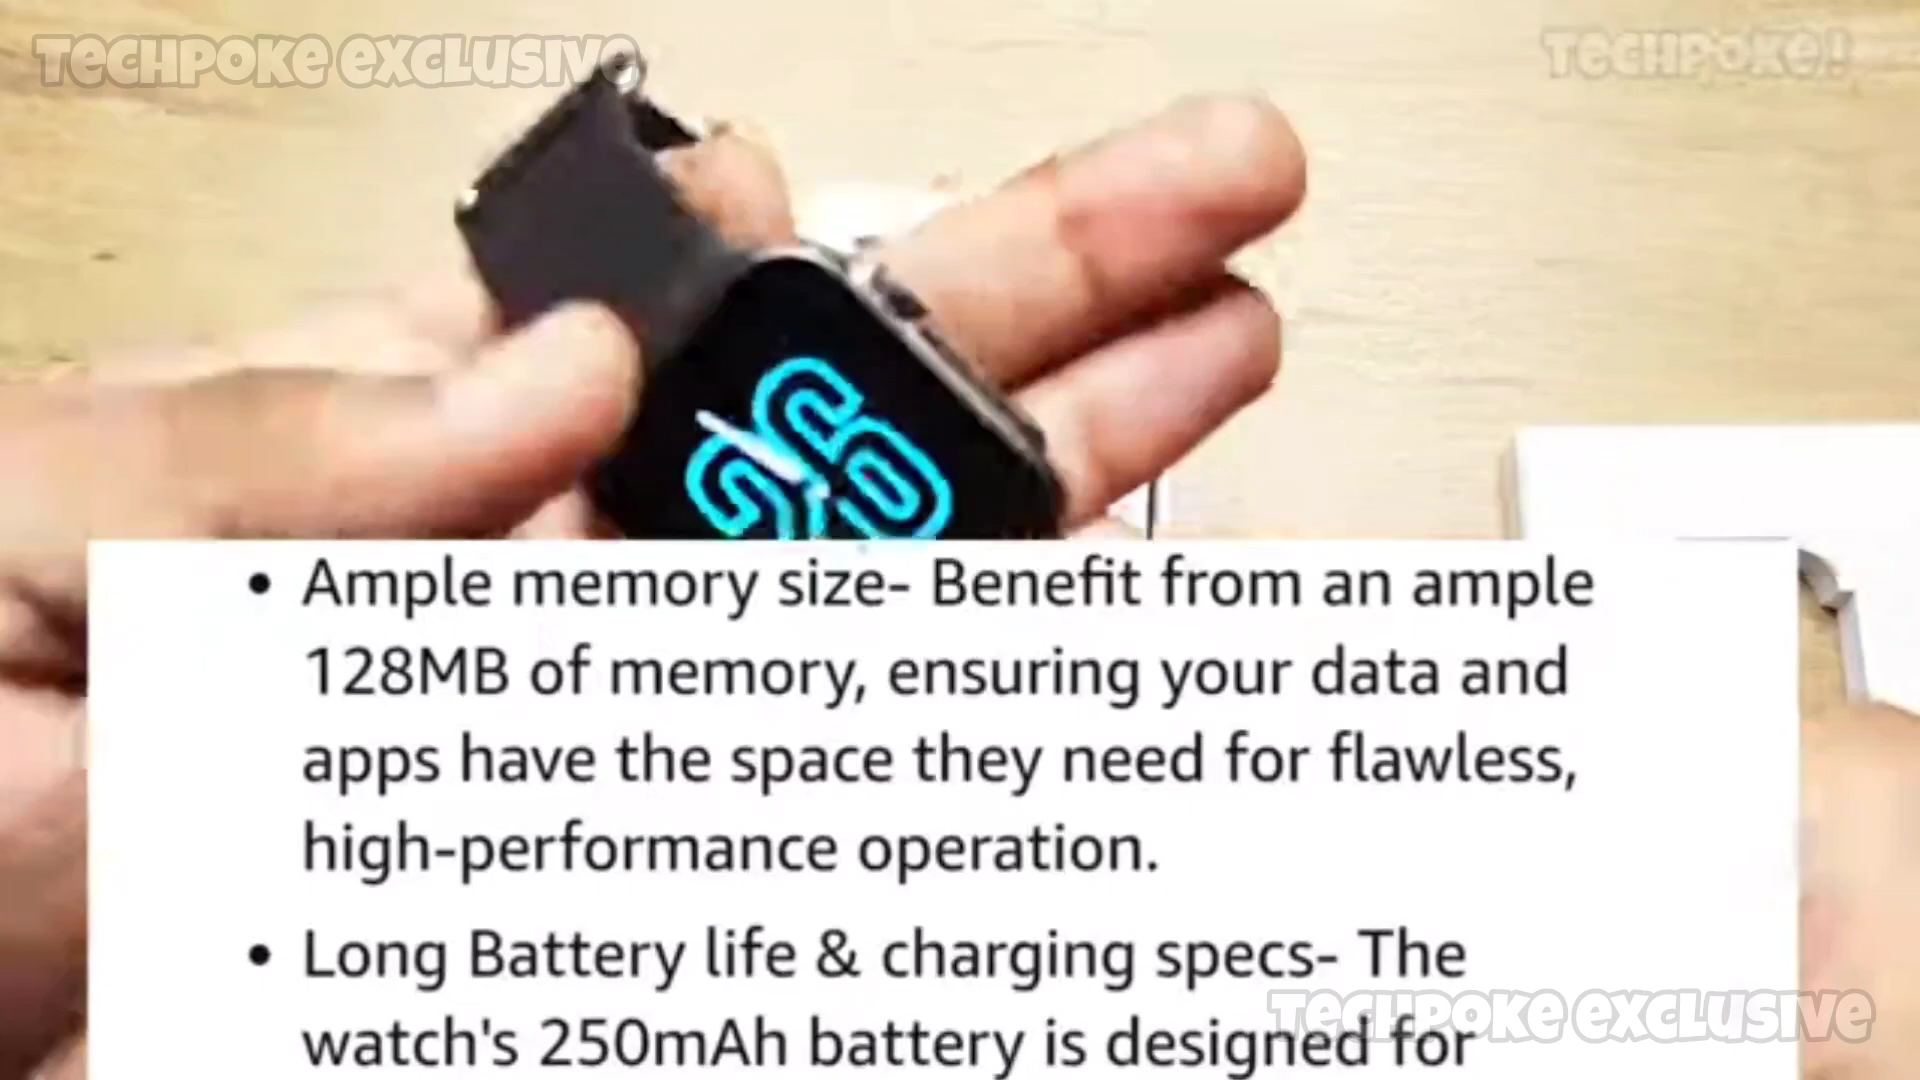 TECHPOKE EXCLUSIVE
TECHPOKE!
• Ample memory size- Benefit from an ample
128MB of memory, ensuring your data and
apps have the space they need for flawless,
high-performance operation.
• Long Battery life & charging specs- The
watch's 250mAh battery is designed for
TECHPOKE EXCLUSIVE